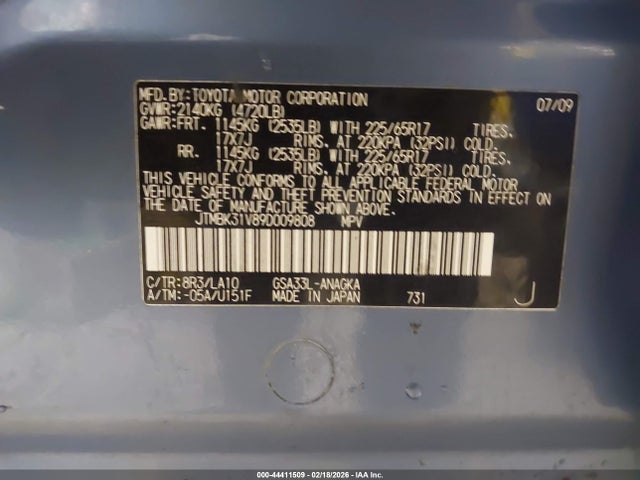 MFD.BY:TOYOTA MOTOR CORPORATION 07/09
GVWR:2140KG (4720LB)
GAWR:FRT. 1145KG (2535LB) WITH 225/65R17 TIRES,
17X7J RIMS, AT 220KPA (32PSI) COLD.
RR. 1145KG (2535LB) WITH 225/65R17 TIRES,
17X7J RIMS, AT 220KPA (32PSI) COLD.
THIS VEHICLE CONFORMS TO ALL APPLICABLE FEDERAL MOTOR
VEHICLE SAFETY AND THEFT PREVENTION STANDARDS IN EFFECT ON
THE DATE OF MANUFACTURE SHOWN ABOVE.
JTMBK31V89D009808 MPV
C/TR:8R3/LA10 GSA33L-ANAGKA
A/TM:-05A/U151F MADE IN JAPAN 731 J
000-44411509 - 02/18/2026 - IAA Inc.